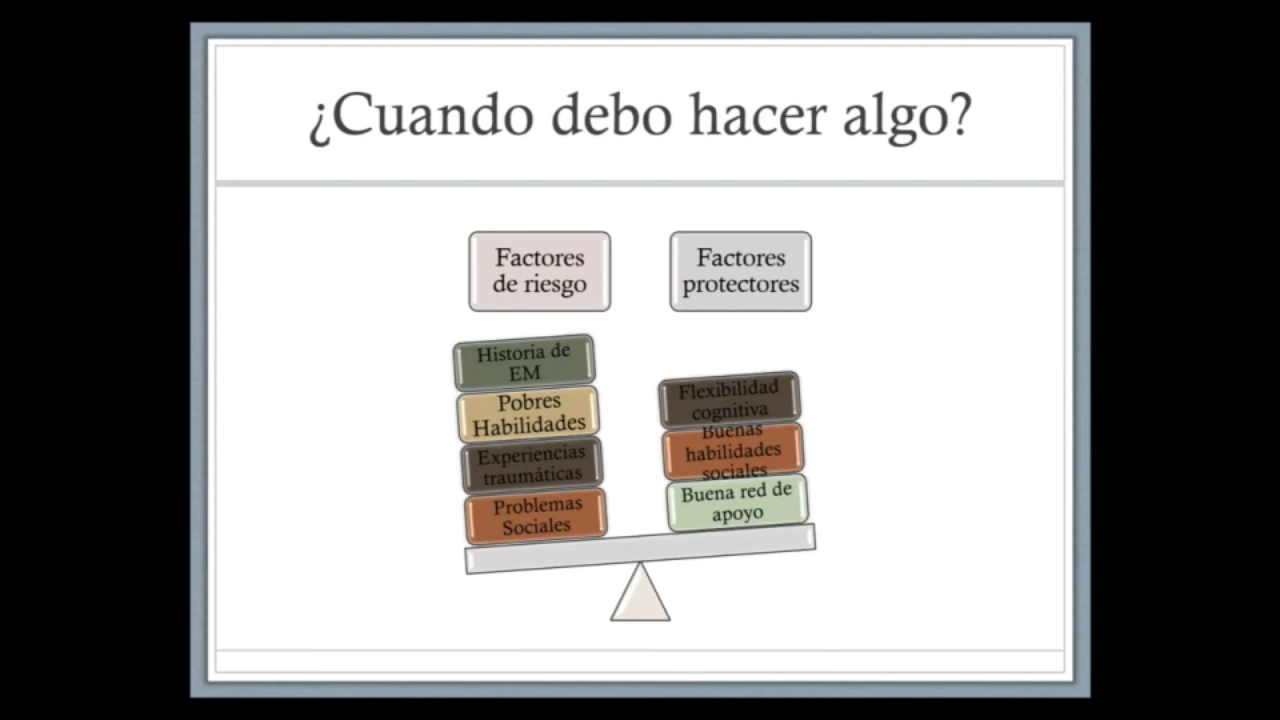 ¿Cuando debo hacer algo?
Factores
de riesgo
Factores
protectores
Historia de
EM
Pobres
Habilidades
Experiencias
traumáticas
Problemas
Sociales
Flexibilidad
cognitiva
Buenas
habilidades
sociales
Buena red de
apoyo